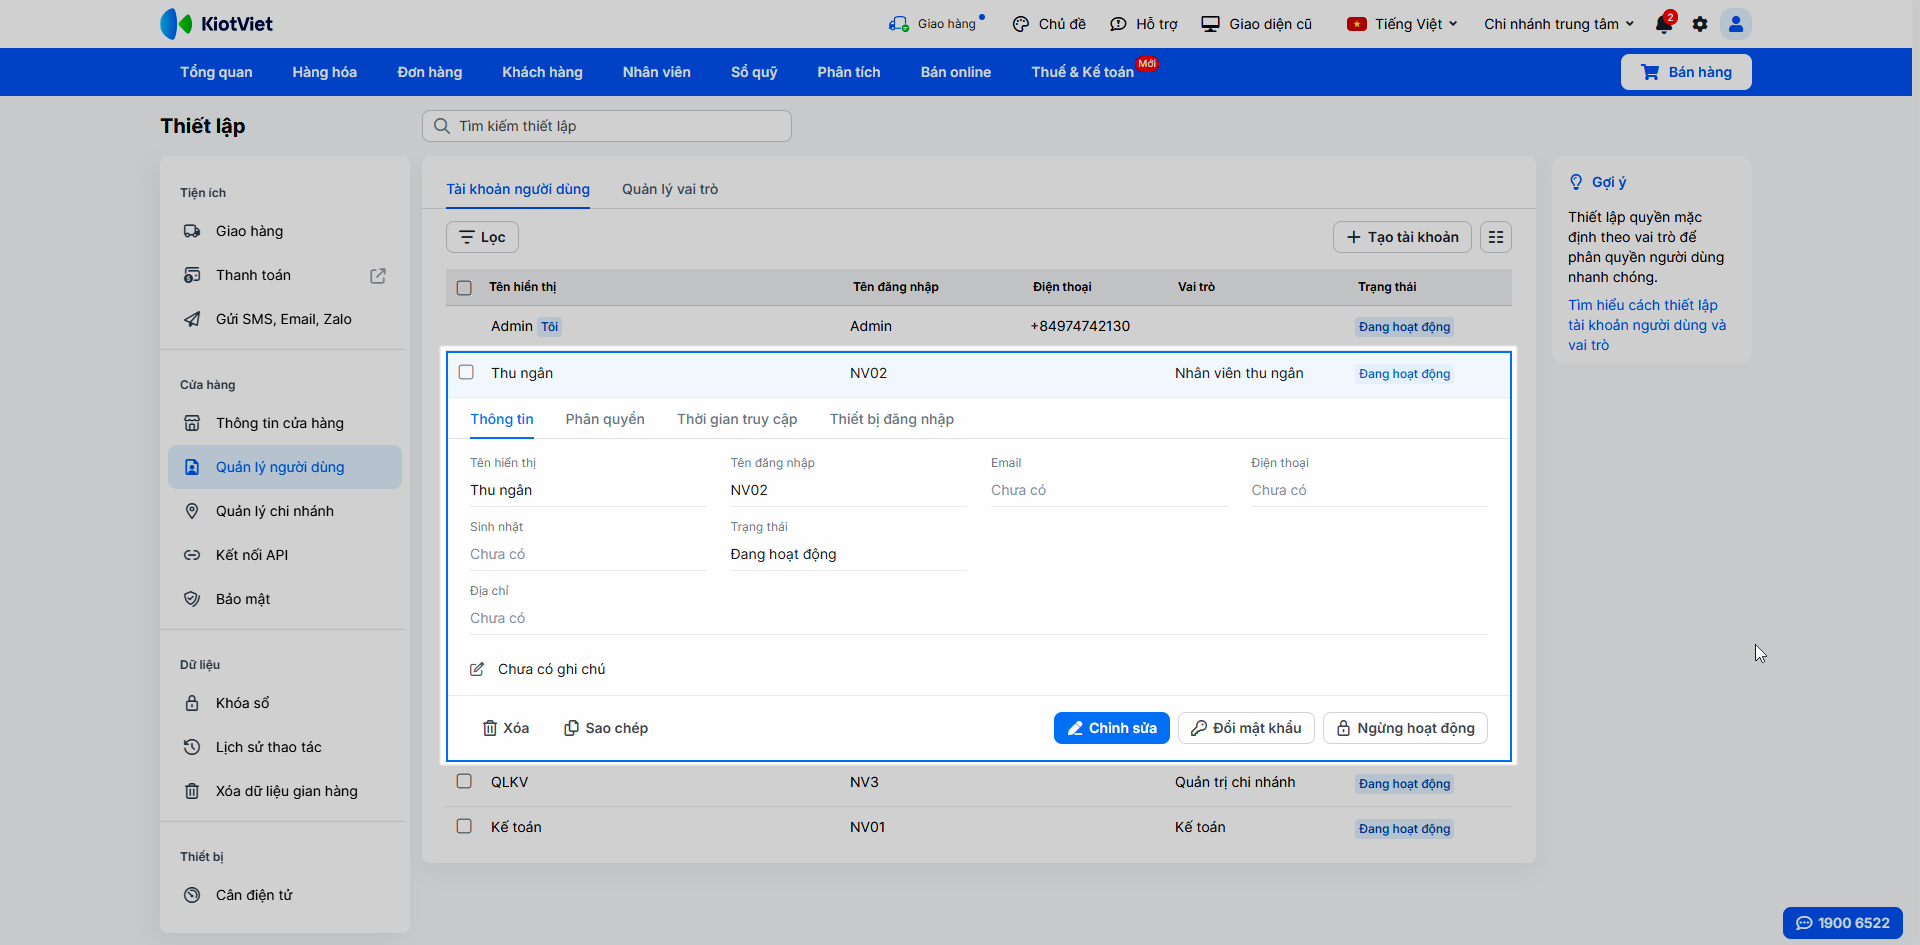 KiotViet
Giao hàng
Chủ đề
Hỗ trợ
Giao diện cũ
Tiếng Việt
Chi nhánh trung tâm
2
Tổng quan
Hàng hóa
Đơn hàng
Khách hàng
Nhân viên
Sổ quỹ
Phân tích
Bán online
Thuế & Kế toán
Mới
Bán hàng
Thiết lập
Tìm kiếm thiết lập
Tiện ích
Giao hàng
Thanh toán
Gửi SMS, Email, Zalo
Cửa hàng
Thông tin cửa hàng
Quản lý người dùng
Quản lý chi nhánh
Kết nối API
Bảo mật
Dữ liệu
Khóa sổ
Lịch sử thao tác
Xóa dữ liệu gian hàng
Thiết bị
Cân điện tử
Tài khoản người dùng
Quản lý vai trò
Lọc
Tạo tài khoản
Tên hiển thị
Tên đăng nhập
Điện thoại
Vai trò
Trạng thái
Admin
Tôi
Admin
+84974742130
Đang hoạt động
Thu ngân
NV02
Nhân viên thu ngân
Đang hoạt động
Thông tin
Phân quyền
Thời gian truy cập
Thiết bị đăng nhập
Tên hiển thị
Tên đăng nhập
Email
Điện thoại
Thu ngân
NV02
Chưa có
Chưa có
Sinh nhật
Trạng thái
Chưa có
Đang hoạt động
Địa chỉ
Chưa có
Chưa có ghi chú
Xóa
Sao chép
Chỉnh sửa
Đổi mật khẩu
Ngừng hoạt động
QLKV
NV3
Quản trị chi nhánh
Đang hoạt động
Kế toán
NV01
Kế toán
Đang hoạt động
Gợi ý
Thiết lập quyền mặc
định theo vai trò để
phân quyền người dùng
nhanh chóng.
Tìm hiểu cách thiết lập
tài khoản người dùng và
vai trò
1900 6522